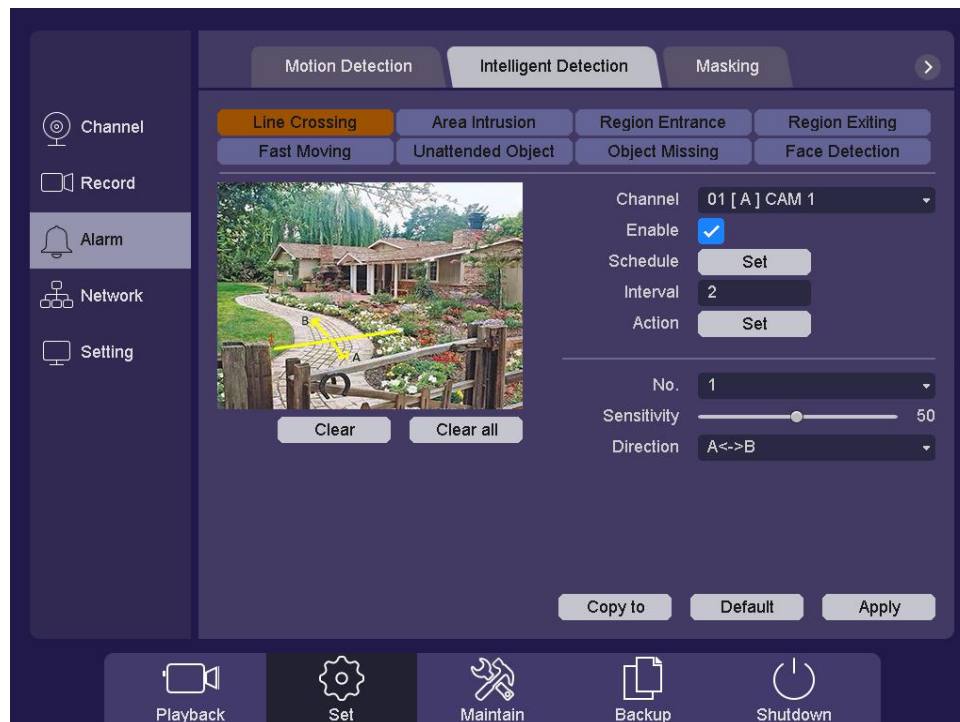 Motion Detection Intelligent Detection Masking >
Channel
Record
Alarm
Network
Setting
Line Crossing Area Intrusion Region Entrance Region Exiting
Fast Moving Unattended Object Object Missing Face Detection
B
A
Clear Clear all
Channel 01 [ A ] CAM 1
Enable
Schedule Set
Interval 2
Action Set
No. 1
Sensitivity 50
Direction A<->B
Copy to Default Apply
Playback Set Maintain Backup Shutdown